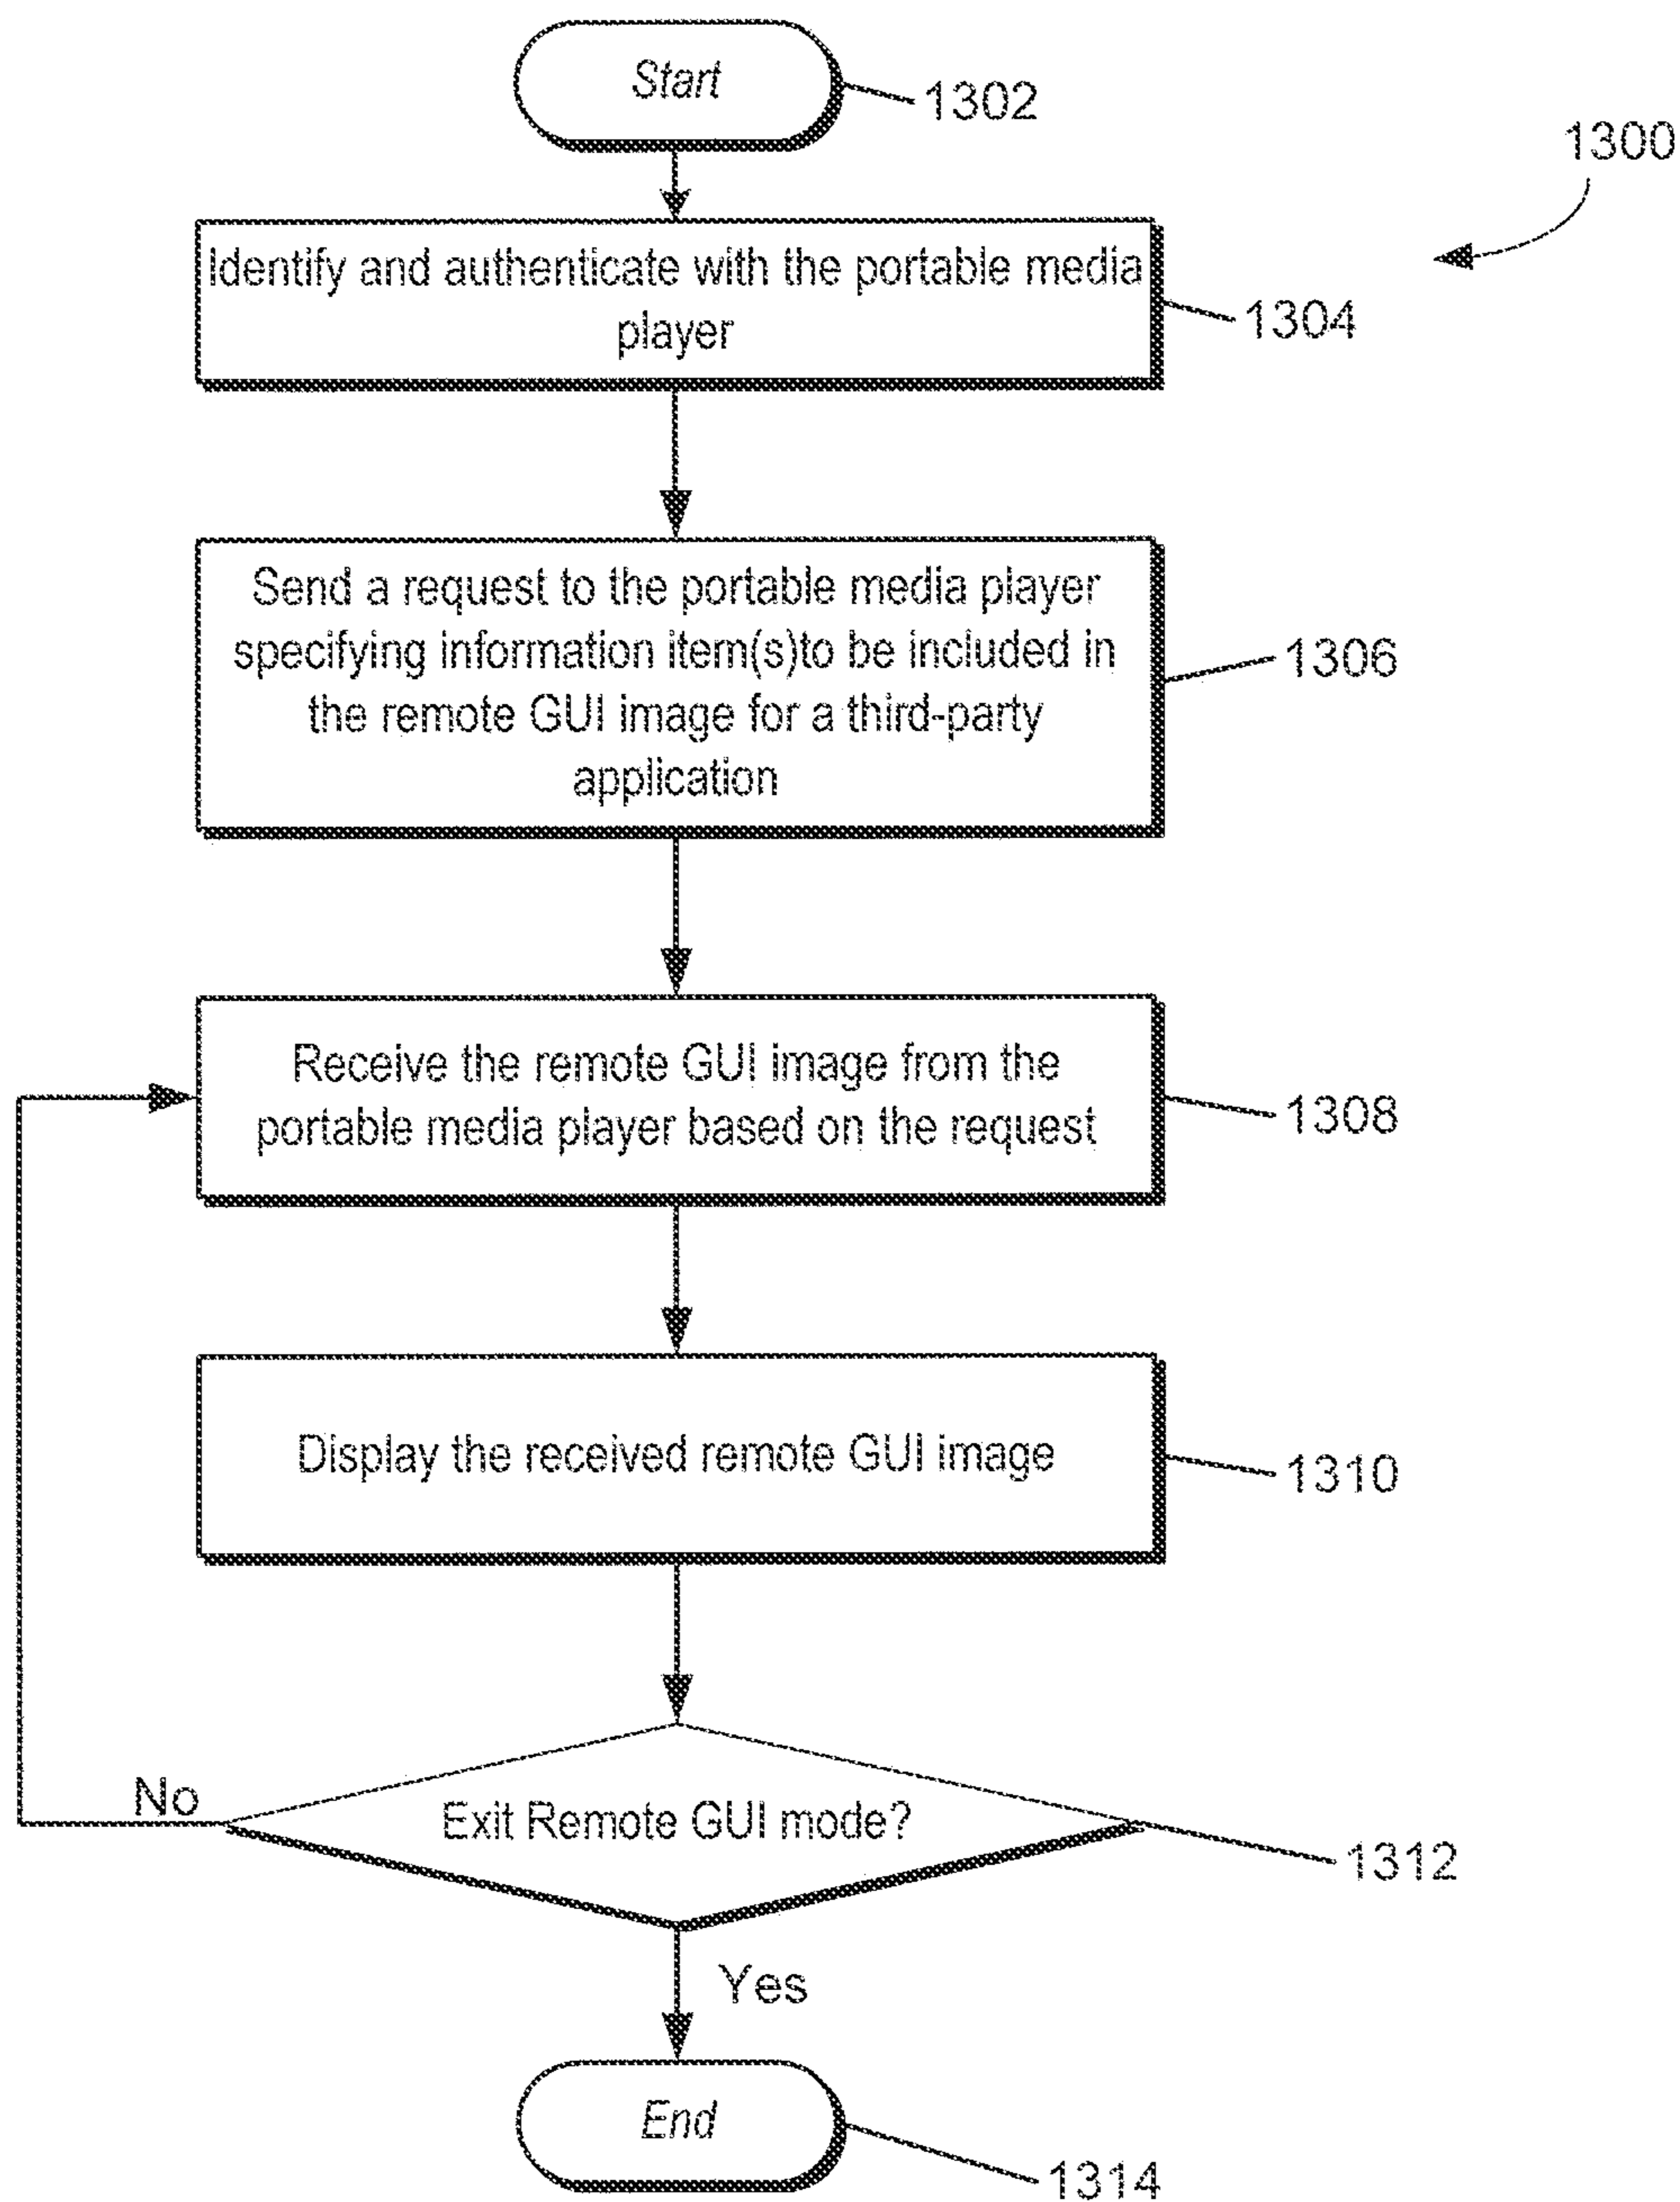 Start
1302
1300
Identify and authenticate with the portable media
player
1304
Send a request to the portable media player
specifying information item(s)to be included in
the remote GUI image for a third-party
application
1306
Receive the remote GUI image from the
portable media player based on the request
1308
Display the received remote GUI image
1310
No
Exit Remote GUI mode?
1312
Yes
End
1314